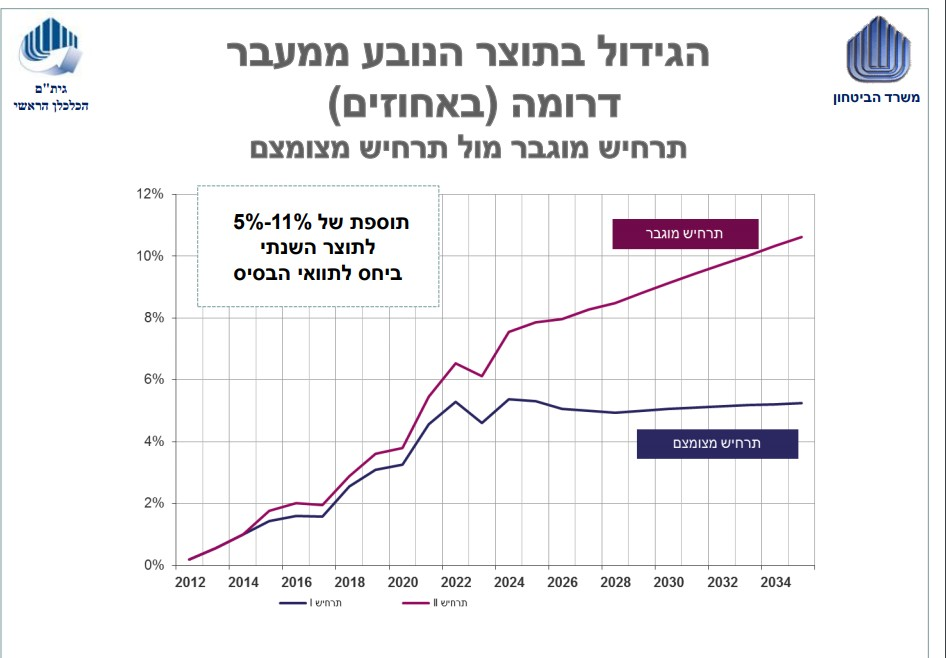 גית"ם
הכלכלן הראשי
משרד הביטחון
הגידול בתוצר הנובע ממעבר
דרומה (באחוזים)
תרחיש מוגבר מול תרחיש מצומצם
תוספת של 5%-11%
לתוצר השנתי
ביחס לתוואי הבסיס
תרחיש מוגבר
תרחיש מצומצם
12%
10%
8%
6%
4%
2%
0%
2012 2014 2016 2018 2020 2022 2024 2026 2028 2030 2032 2034
תרחיש I תרחיש II